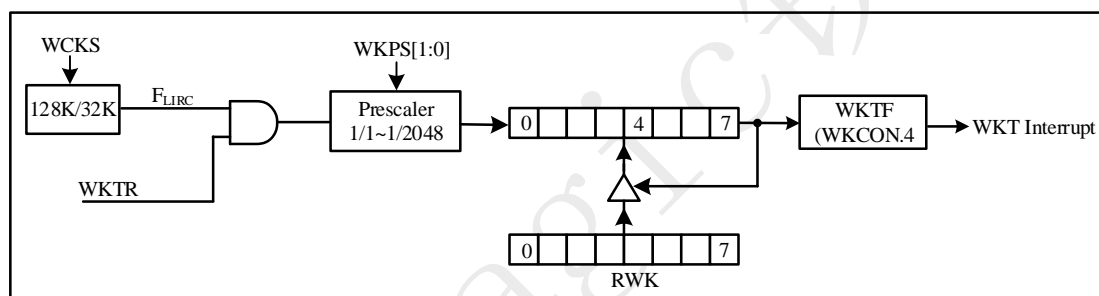 WCKS
WKPS[1:0]
128K/32K
FLIRC
Prescaler
1/1~1/2048
0 4 7
WKTF
(WKCON.4
WKT Interrupt
WKTR
0 7
RWK